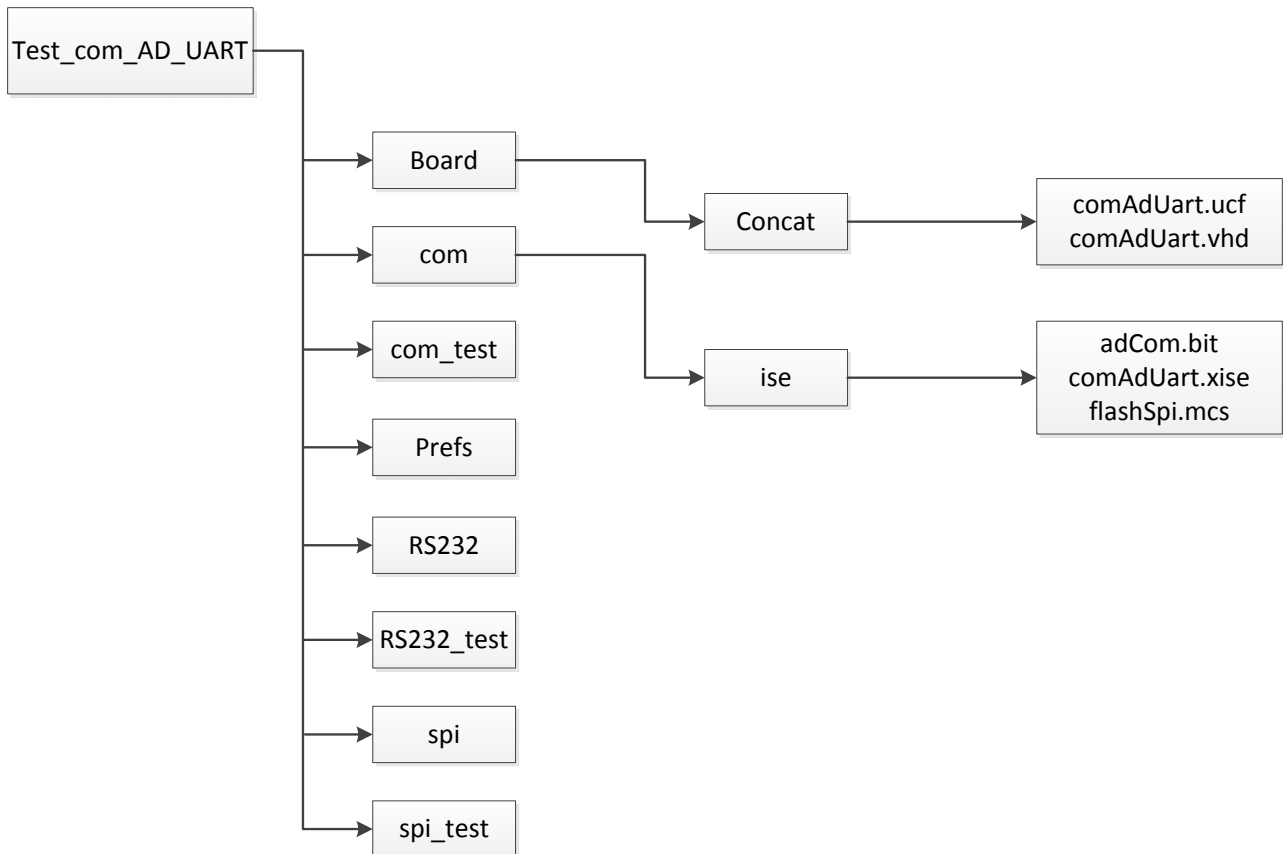 Test_com_AD_UART
Board
Concat
comAdUart.ucf
comAdUart.vhd
com
com_test
ise
adCom.bit
comAdUart.xise
flashSpi.mcs
Prefs
RS232
RS232_test
spi
spi_test